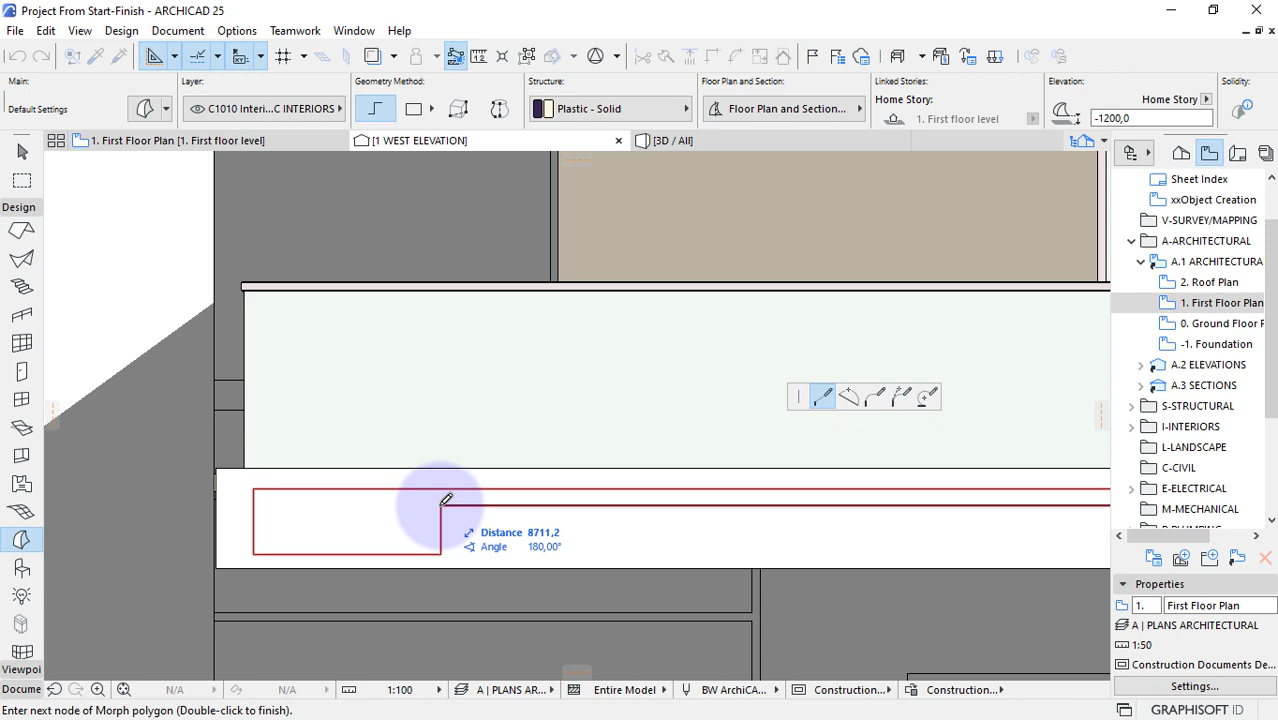 Project From Start-Finish - ARCHICAD 25
File Edit View Design Document Options Teamwork Window Help
Main:
Default Settings
Layer:
C1010 Interi...C INTERIORS
Geometry Method:
Structure:
Plastic - Solid
Floor Plan and Section:
Floor Plan and Section...
Linked Stories:
Home Story:
1. First floor level
Elevation:
Home Story
-1200,0
Solidity:
1. First Floor Plan [1. First floor level]
[1 WEST ELEVATION]
[3D / All]
Design
Viewpoi
Docume
Distance 8711,2
Angle 180,00°
Sheet Index
xxObject Creation
V-SURVEY/MAPPING
A-ARCHITECTURAL
A.1 ARCHITECTURA
2. Roof Plan
1. First Floor Plan
0. Ground Floor F
-1. Foundation
A.2 ELEVATIONS
A.3 SECTIONS
S-STRUCTURAL
I-INTERIORS
L-LANDSCAPE
C-CIVIL
E-ELECTRICAL
M-MECHANICAL
Properties
1. First Floor Plan
A | PLANS ARCHITECTURAL
1:50
Construction Documents De...
Settings...
N/A
N/A
1:100
A | PLANS AR...
Entire Model
BW ArchiCA...
Construction...
Construction...
Enter next node of Morph polygon (Double-click to finish).
GRAPHISOFT ID